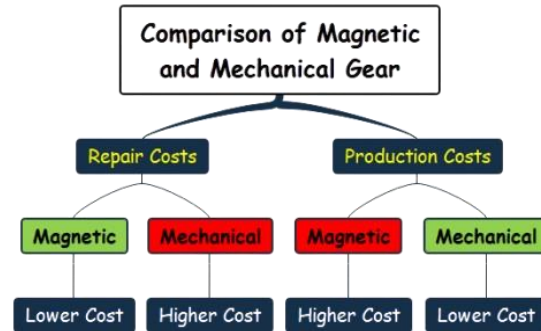 Comparison of Magnetic
and Mechanical Gear
Repair Costs
Production Costs
Magnetic
Mechanical
Magnetic
Mechanical
Lower Cost
Higher Cost
Higher Cost
Lower Cost